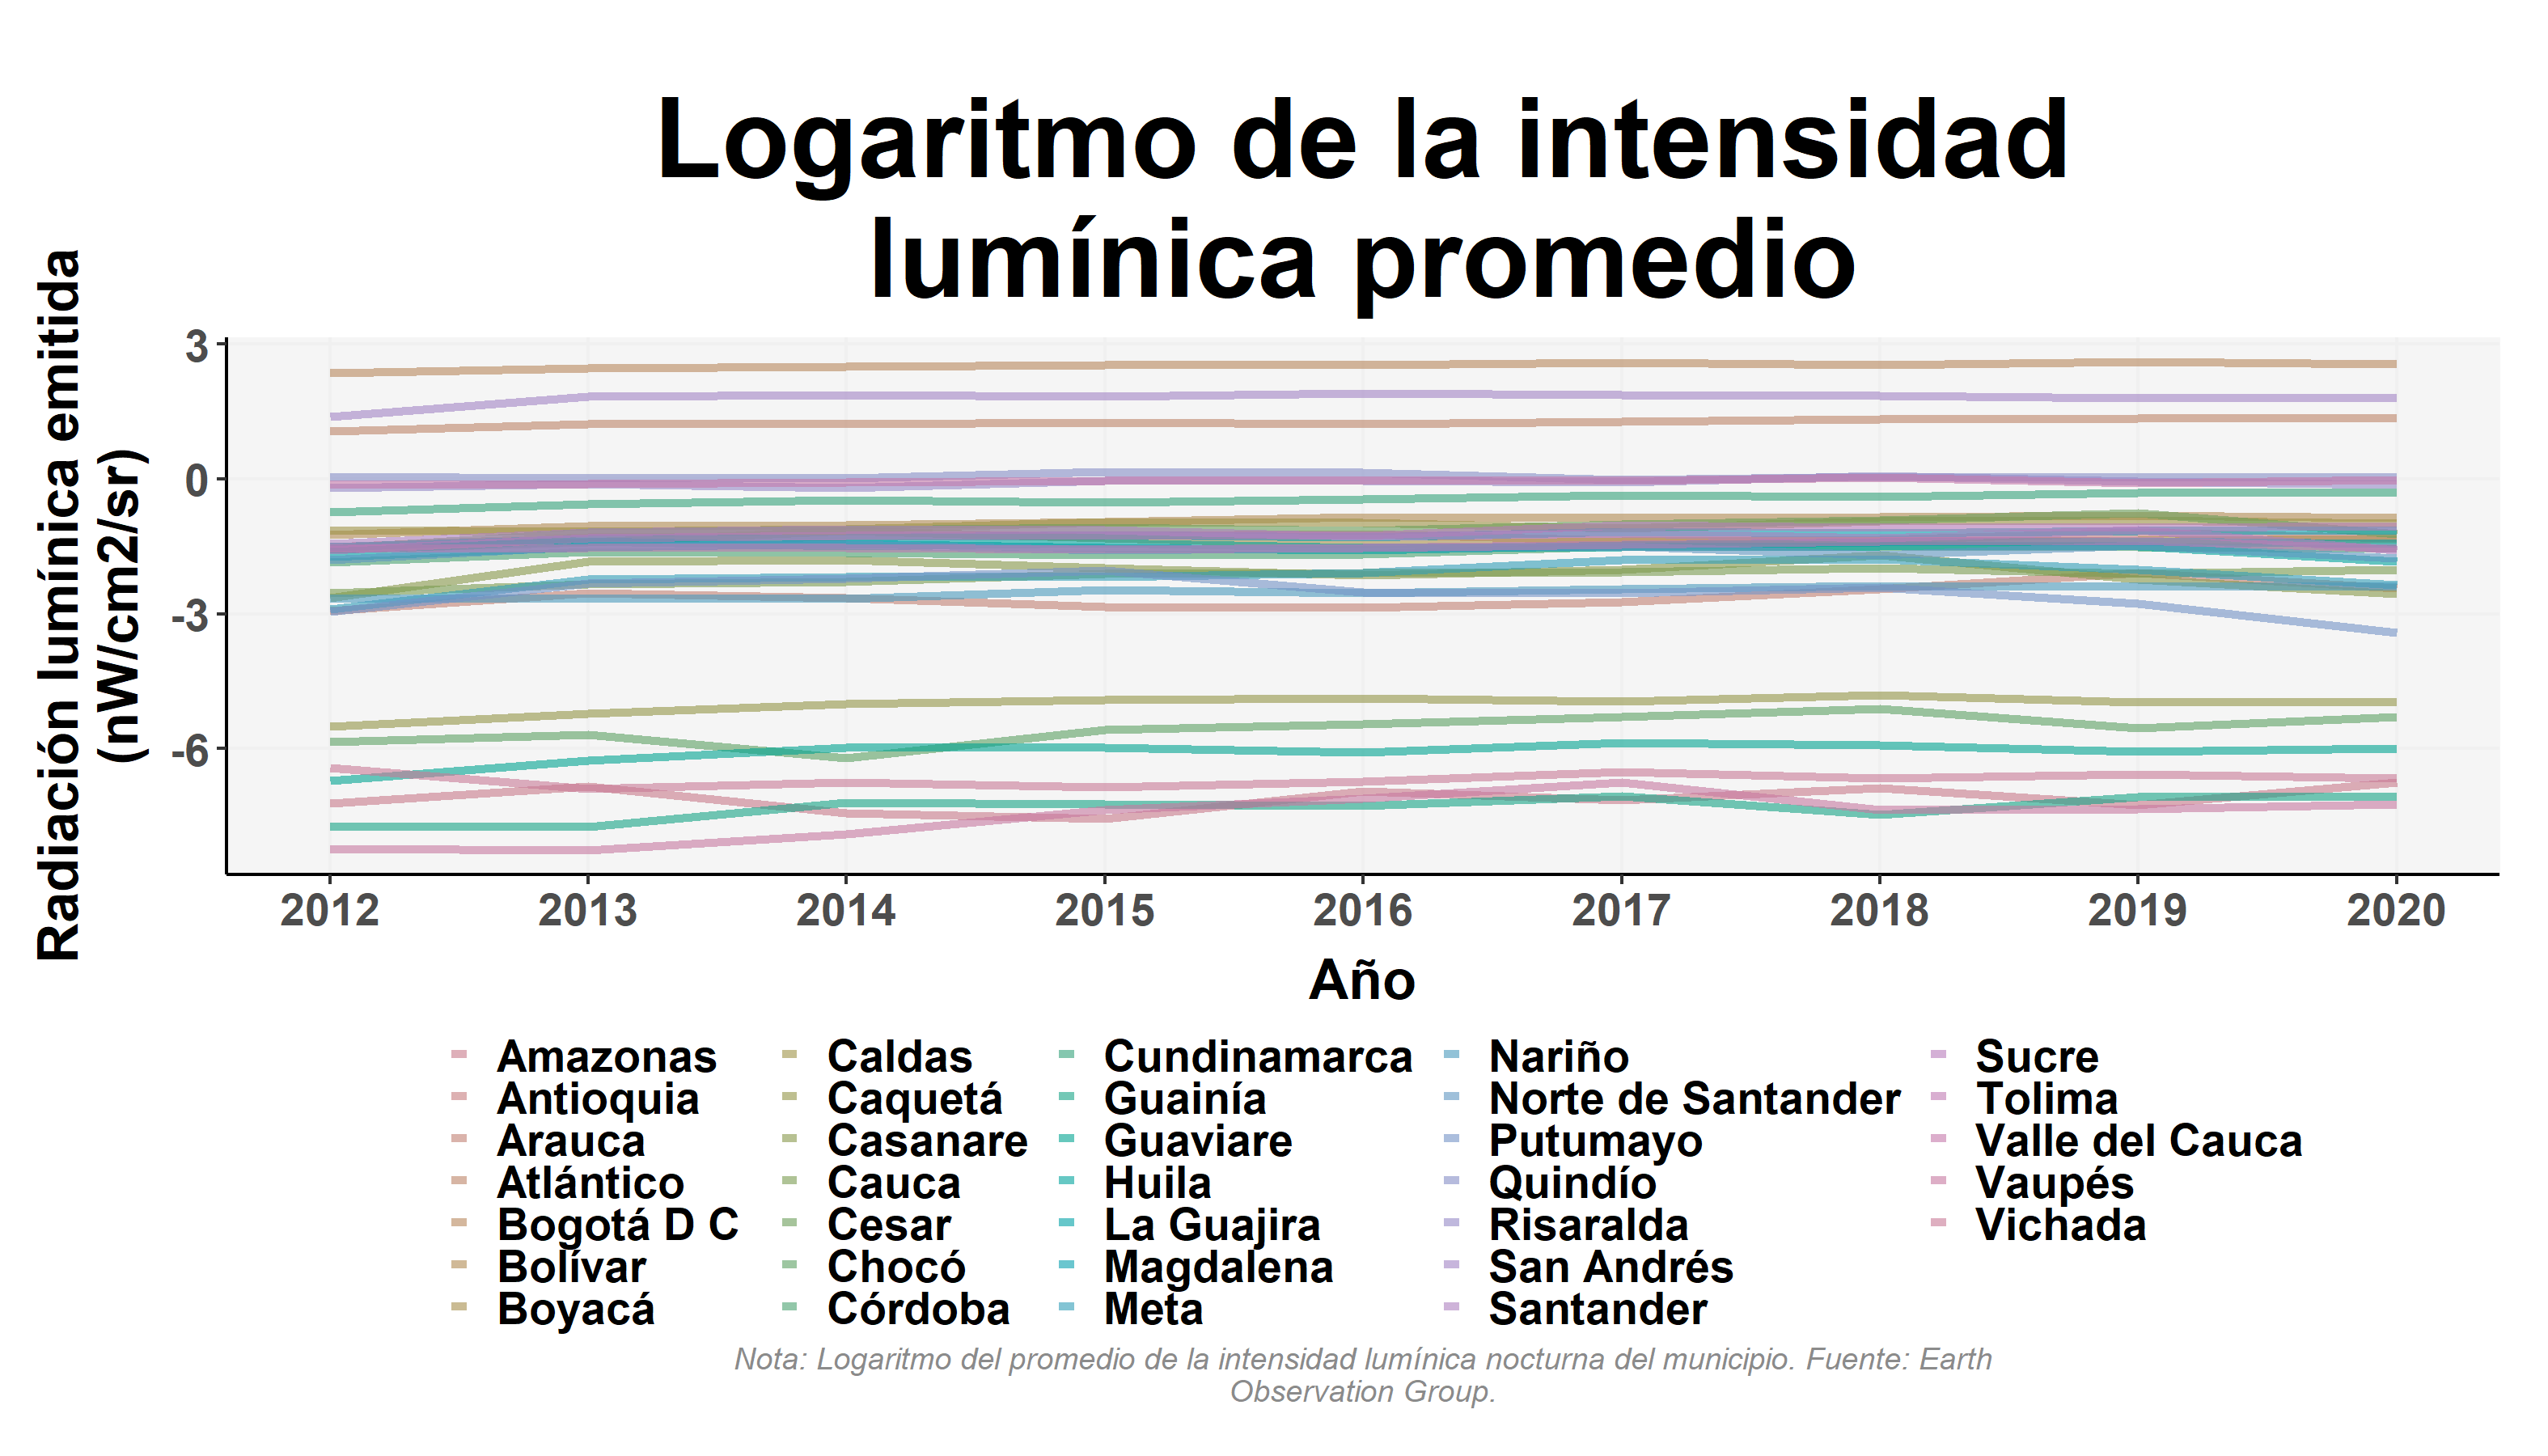 Logaritmo de la intensidad
lumínica promedio
Radiación lumínica emitida
(nW/cm2/sr)
3
0
-3
-6
2012 2013 2014 2015 2016 2017 2018 2019 2020
Año
Amazonas
Antioquia
Arauca
Atlántico
Bogotá D C
Bolívar
Boyacá
Caldas
Caquetá
Casanare
Cauca
Cesar
Chocó
Córdoba
Cundinamarca
Guainía
Guaviare
Huila
La Guajira
Magdalena
Meta
Nariño
Norte de Santander
Putumayo
Quindío
Risaralda
San Andrés
Santander
Sucre
Tolima
Valle del Cauca
Vaupés
Vichada
Nota: Logaritmo del promedio de la intensidad lumínica nocturna del municipio. Fuente: Earth
Observation Group.